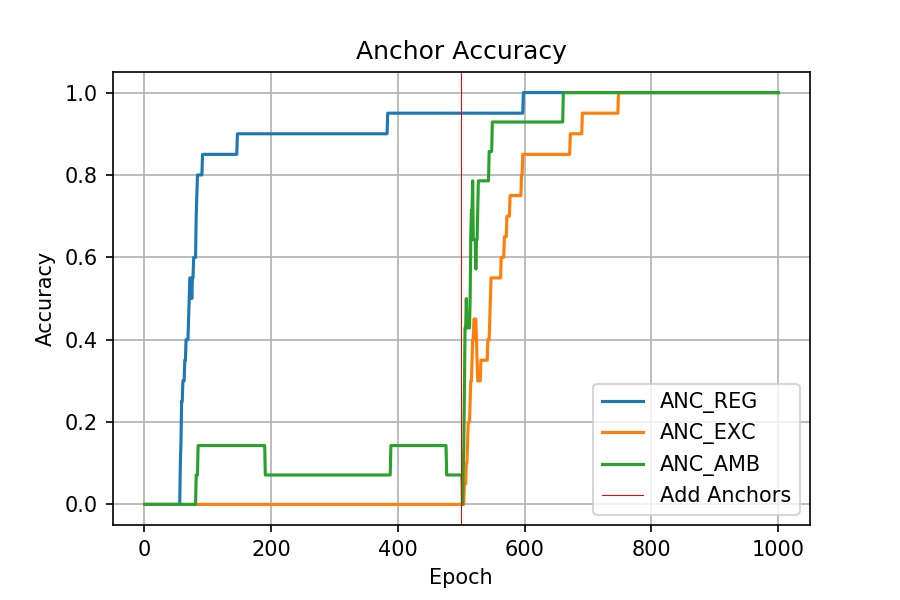 Anchor Accuracy
1.0
0.8
0.6
0.4
0.2
0.0
Accuracy
0 200 400 600 800 1000
Epoch
ANC_REG
ANC_EXC
ANC_AMB
Add Anchors